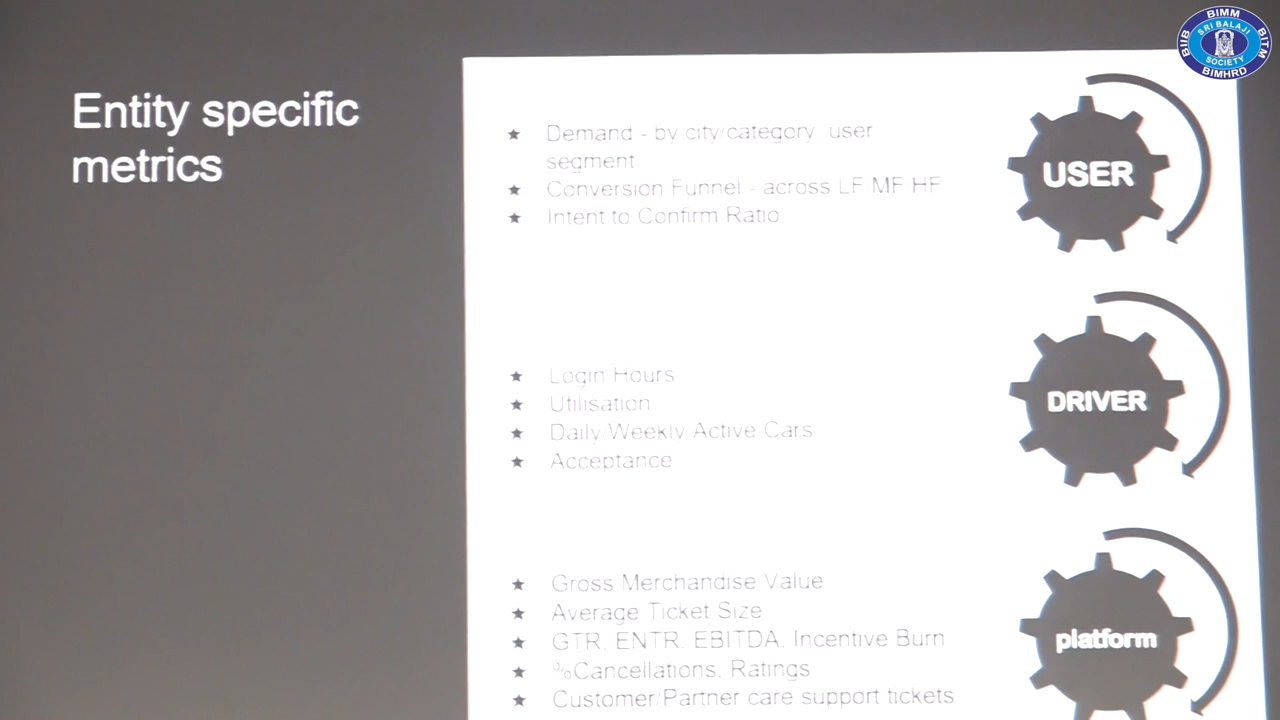 Entity specific
metrics
★ Demand - by city/category user
segment
★ Conversion Funnel - across LF MF HF
★ Intent to Confirm Ratio
USER
★ Login Hours
★ Utilisation
★ Daily/Weekly Active Cars
★ Acceptance
DRIVER
★ Gross Merchandise Value
★ Average Ticket Size
★ GTR, ENTR, EBITDA, Incentive Burn
★ %Cancellations, Ratings
★ Customer/Partner care support tickets
platform
BIMM
BIIB
SRI BALAJI
SOCIETY
BITM
BIMHRD